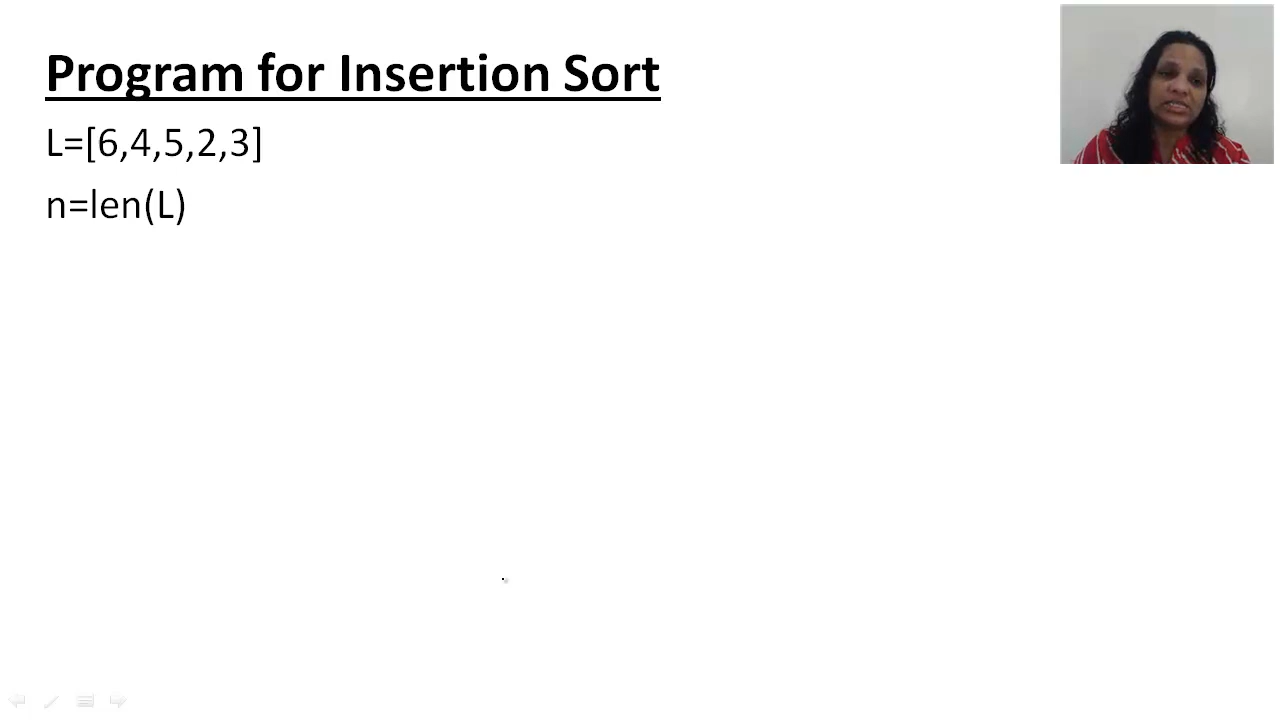 Program for Insertion Sort
L=[6,4,5,2,3]
n=len(L)